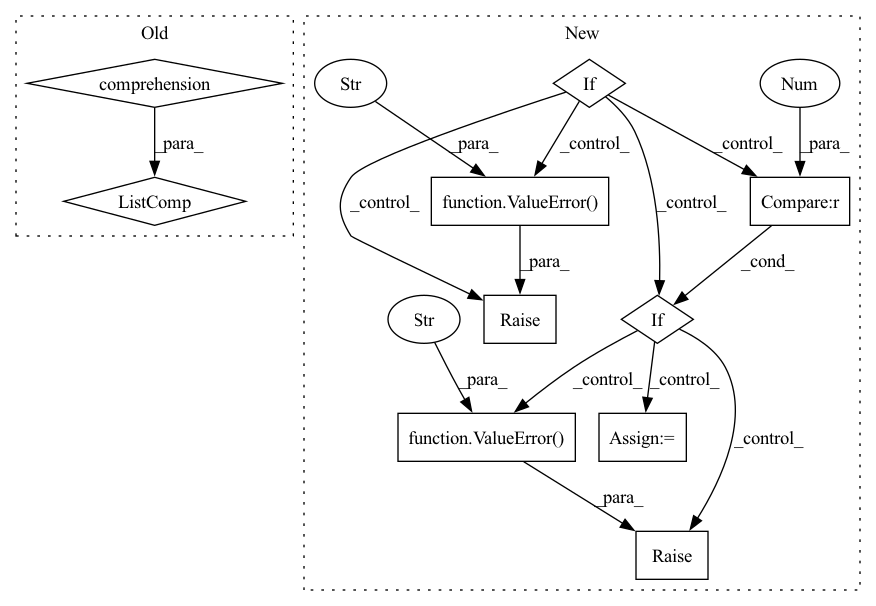 Old
New
comprehension
Str
If
Num
_para_
_para_
_control_
_control_
_para_
ListComp
_control_
function.ValueError()
_control_
Compare:r
_para_
_cond_
Str
Raise
If
_para_
_control_
_control_
_control_
function.ValueError()
Assign:=
_para_
Raise